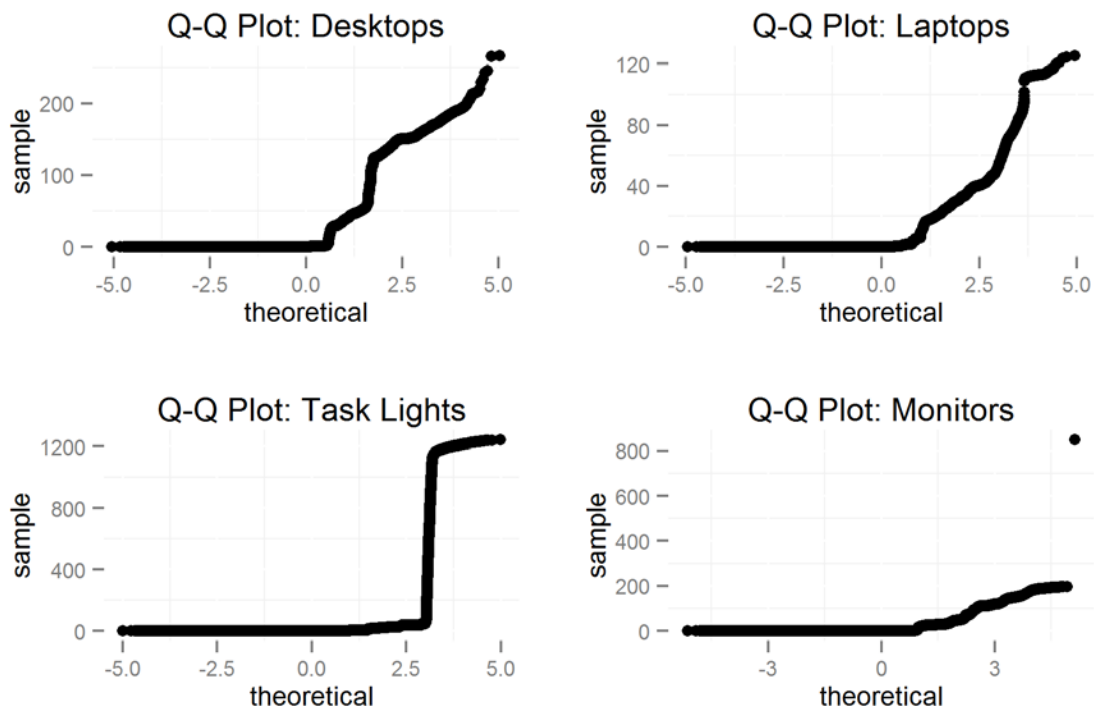 Q-Q Plot: Desktops
sample
200
100
0
-5.0 -2.5 0.0 2.5 5.0
theoretical
Q-Q Plot: Laptops
sample
120
80
40
0
-5.0 -2.5 0 2.5 5.0
theoretical
Q-Q Plot: Task Lights
sample
1200
800
400
0
-5.0 -2.5 0.0 2.5 5.0
theoretical
Q-Q Plot: Monitors
sample
800
600
400
200
0
-3 0 3
theoretical